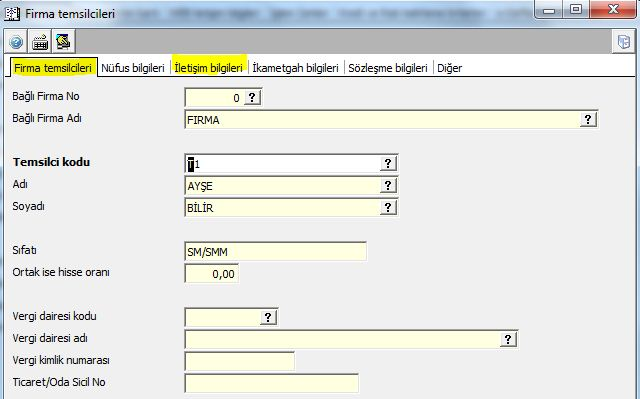 Firma temsilcileri
Firma temsilcileri Nüfus bilgileri İletişim bilgileri İkametgah bilgileri Sözleşme bilgileri Diğer
Bağlı Firma No 0 ?
Bağlı Firma Adı FIRMA ?
Temsilci kodu T1 ?
Adı AYŞE ?
Soyadı BİLİR ?
Sıfatı SM/SMM
Ortak ise hisse oranı 0,00
Vergi dairesi kodu ?
Vergi dairesi adı ?
Vergi kimlik numarası
Ticaret/Oda Sicil No